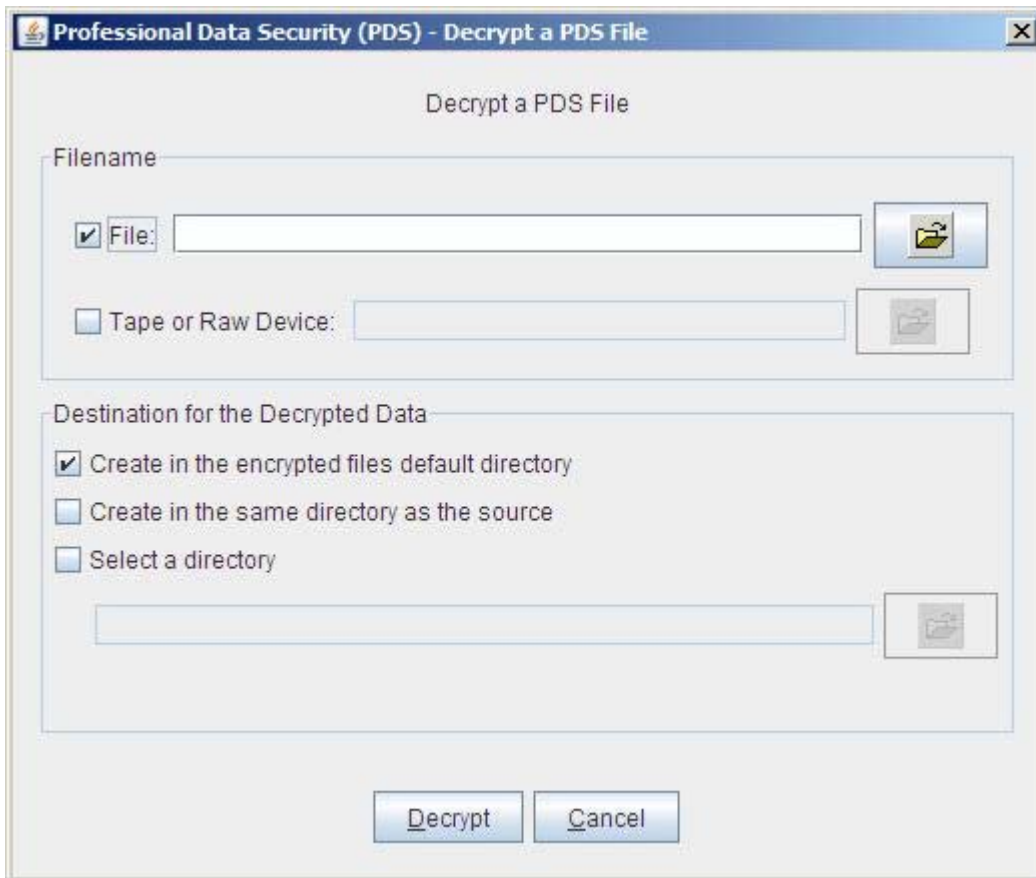 Professional Data Security (PDS) - Decrypt a PDS File
Decrypt a PDS File
Filename
File:
Tape or Raw Device:
Destination for the Decrypted Data
Create in the encrypted files default directory
Create in the same directory as the source
Select a directory
Decrypt Cancel